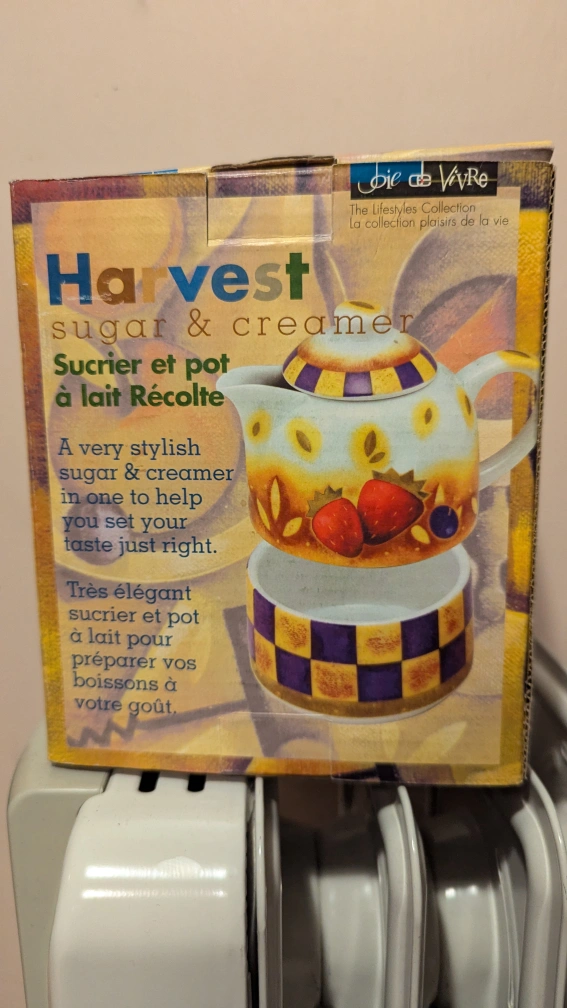 Joie de Vivre
The Lifestyles Collection
La collection plaisirs de la vie
Harvest
sugar & creamer
Sucrier et pot
à lait Récolte
A very stylish
sugar & creamer
in one to help
you set your
taste just right.
Très élégant
sucrier et pot
à lait pour
préparer vos
boissons à
votre goût.